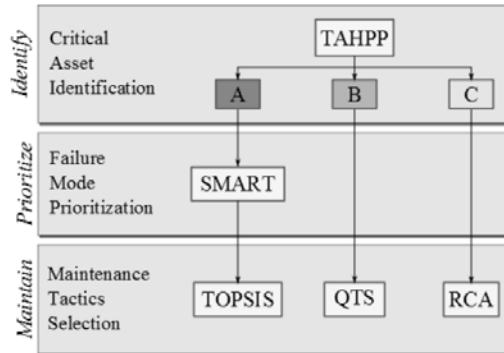 Identify
Critical
Asset
Identification
TAHPP
A
B
C
Prioritize
Failure
Mode
Prioritization
SMART
Maintain
Maintenance
Tactics
Selection
TOPSIS
QTS
RCA